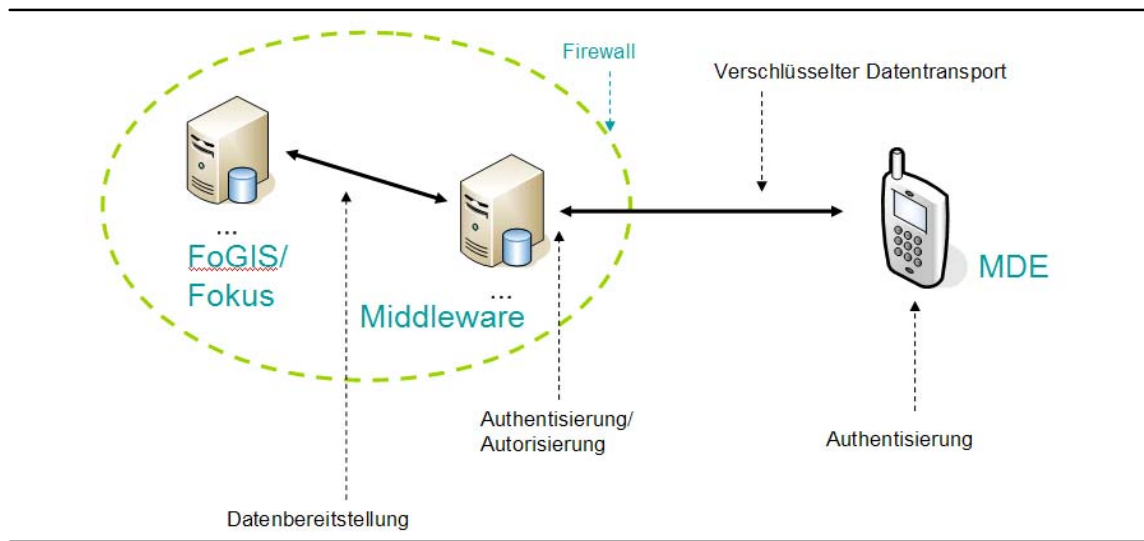 Firewall
Verschlüsselter Datentransport
...
FoGIS/
Fokus
...
Middleware
MDE
Authentisierung/
Autorisierung
Authentisierung
Datenbereitstellung